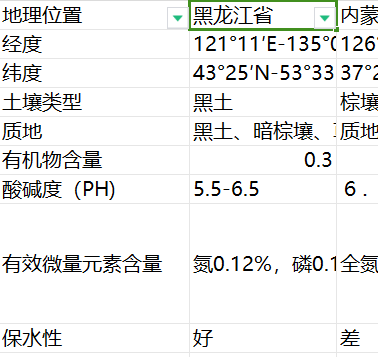 地理位置 黑龙江省 内蒙
经度 121°11′E-135°0 126°
纬度 43°25′N-53°33 37°2
土壤类型 黑土 棕壤
质地 黑土、暗棕壤、 质地
有机物含量 0.3
酸碱度（PH) 5.5-6.5 6．
有效微量元素含量 氮0.12%，磷0.1 全氮
保水性 好 差